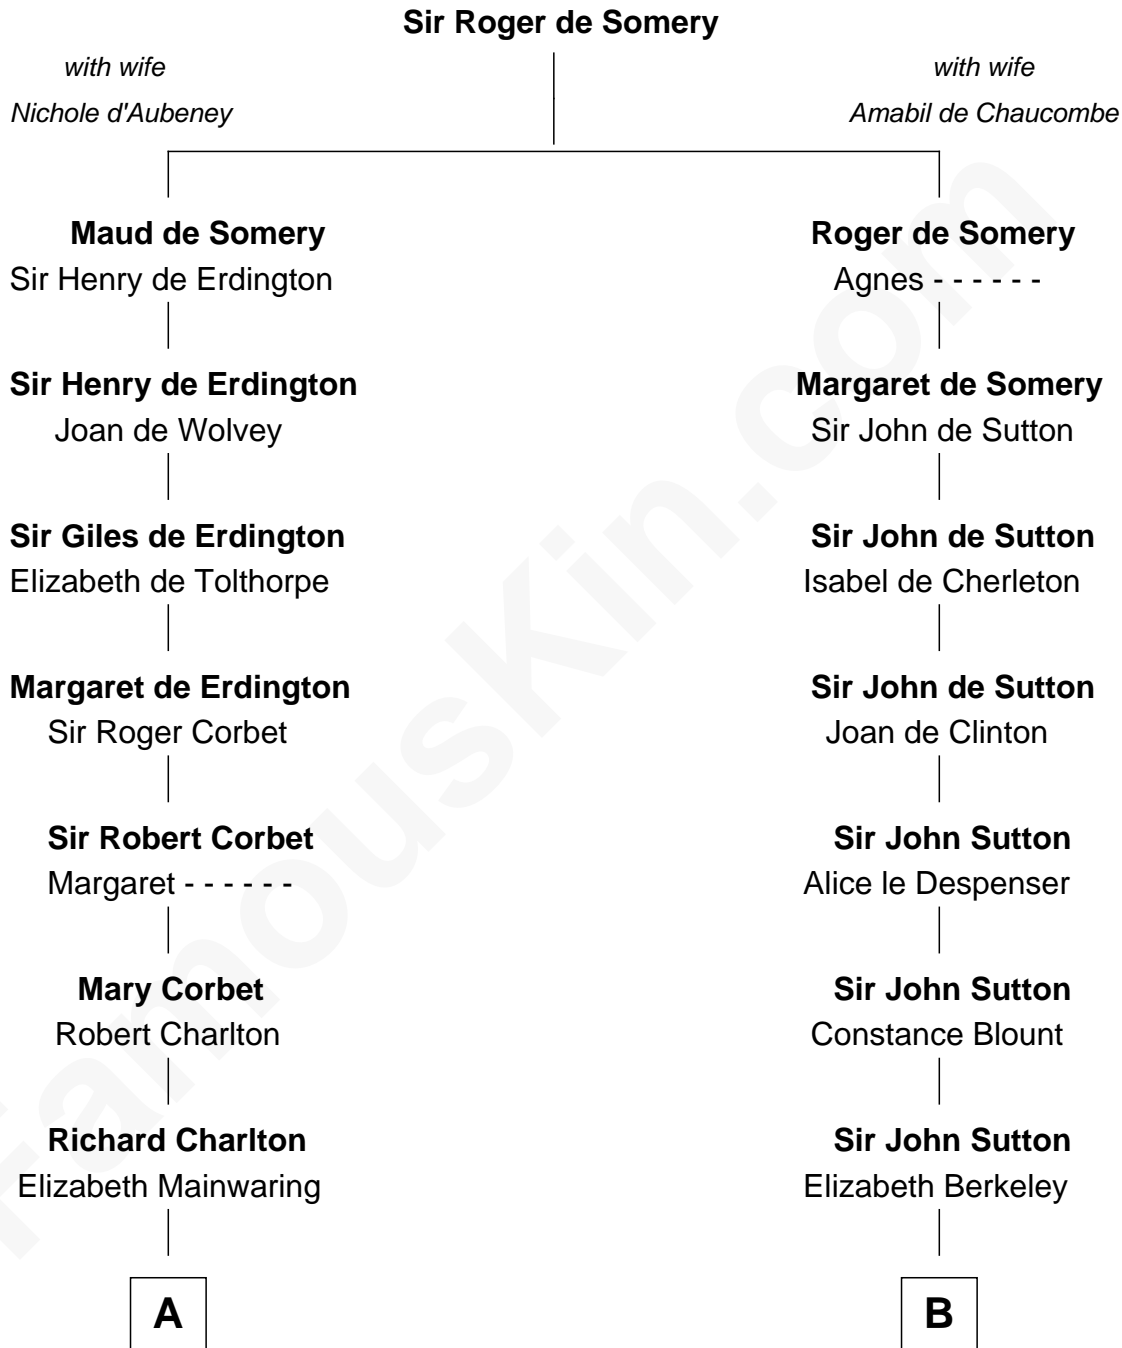 Sir Roger de Somery
with wife
Nichole d'Aubeney
with wife
Amabil de Chaucombe
Maud de Somery
Sir Henry de Erdington
Roger de Somery
Agnes - - - - - -
Sir Henry de Erdington
Joan de Wolvey
Margaret de Somery
Sir John de Sutton
Sir Giles de Erdington
Elizabeth de Tolthorpe
Sir John de Sutton
Isabel de Cherleton
Margaret de Erdington
Sir Roger Corbet
Sir John de Sutton
Joan de Clinton
Sir Robert Corbet
Margaret - - - - - -
Sir John Sutton
Alice le Despenser
Mary Corbet
Robert Charlton
Sir John Sutton
Constance Blount
Richard Charlton
Elizabeth Mainwaring
Sir John Sutton
Elizabeth Berkeley
A
B
FamousKin.com